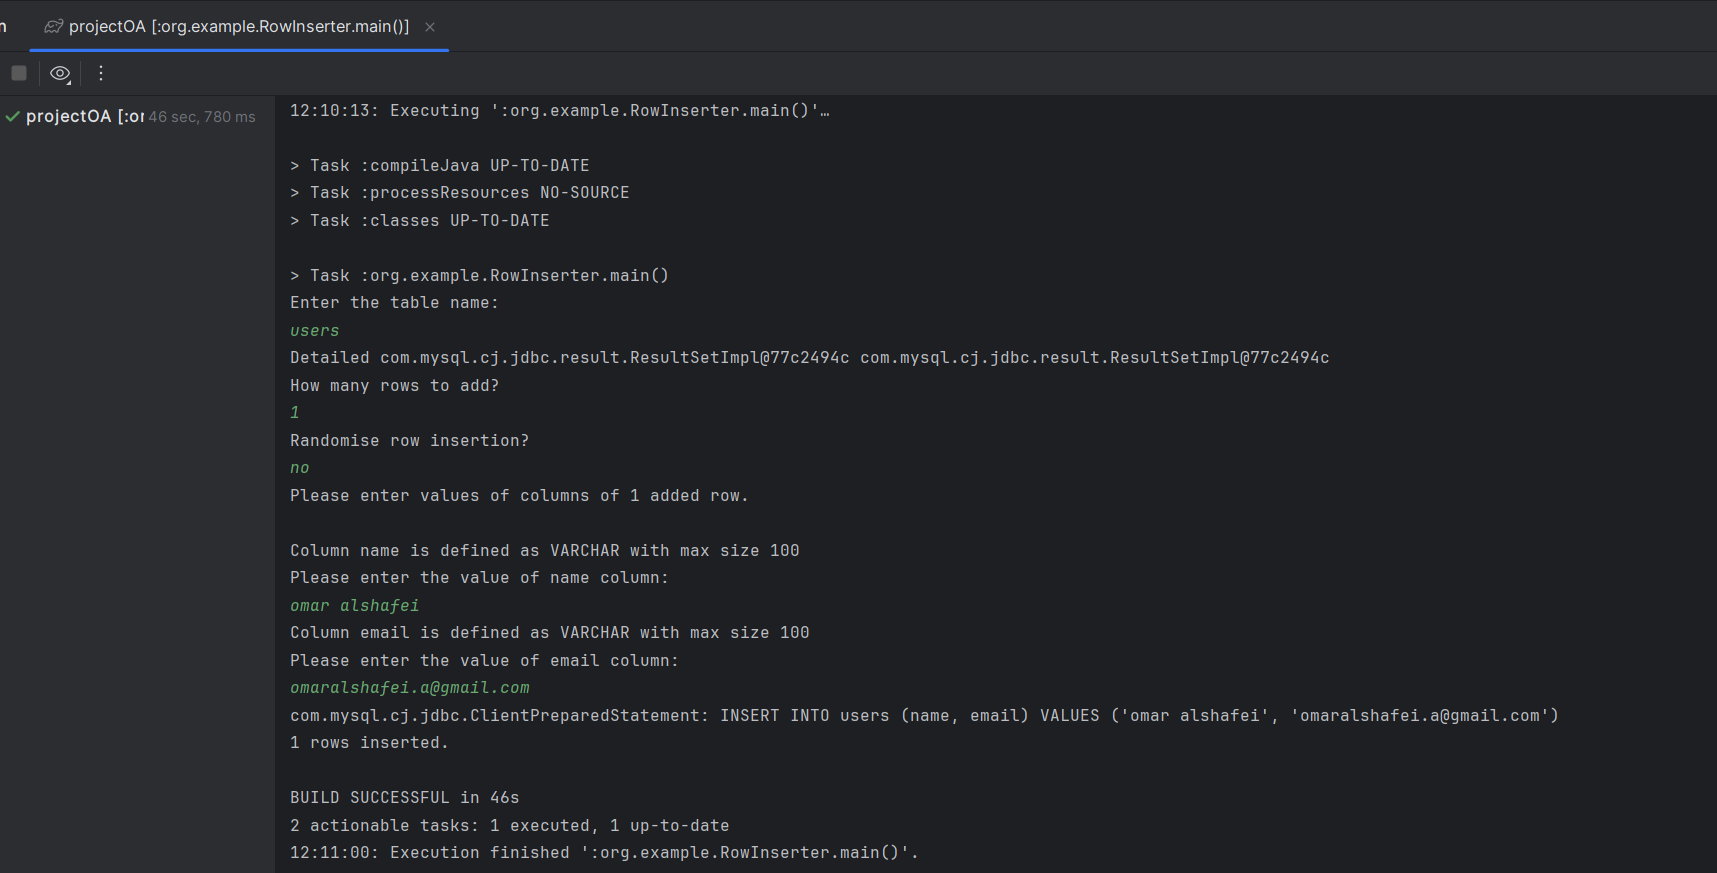 projectOA [:org.example.RowInserter.main()]
projectOA [:or 46 sec, 780 ms
12:10:13: Executing ':org.example.RowInserter.main()'…
> Task :compileJava UP-TO-DATE
> Task :processResources NO-SOURCE
> Task :classes UP-TO-DATE
> Task :org.example.RowInserter.main()
Enter the table name:
users
Detailed com.mysql.cj.jdbc.result.ResultSetImpl@77c2494c com.mysql.cj.jdbc.result.ResultSetImpl@77c2494c
How many rows to add?
1
Randomise row insertion?
no
Please enter values of columns of 1 added row.
Column name is defined as VARCHAR with max size 100
Please enter the value of name column:
omar alshafei
Column email is defined as VARCHAR with max size 100
Please enter the value of email column:
omaralshafei.a@gmail.com
com.mysql.cj.jdbc.ClientPreparedStatement: INSERT INTO users (name, email) VALUES ('omar alshafei', 'omaralshafei.a@gmail.com')
1 rows inserted.
BUILD SUCCESSFUL in 46s
2 actionable tasks: 1 executed, 1 up-to-date
12:11:00: Execution finished ':org.example.RowInserter.main()'.